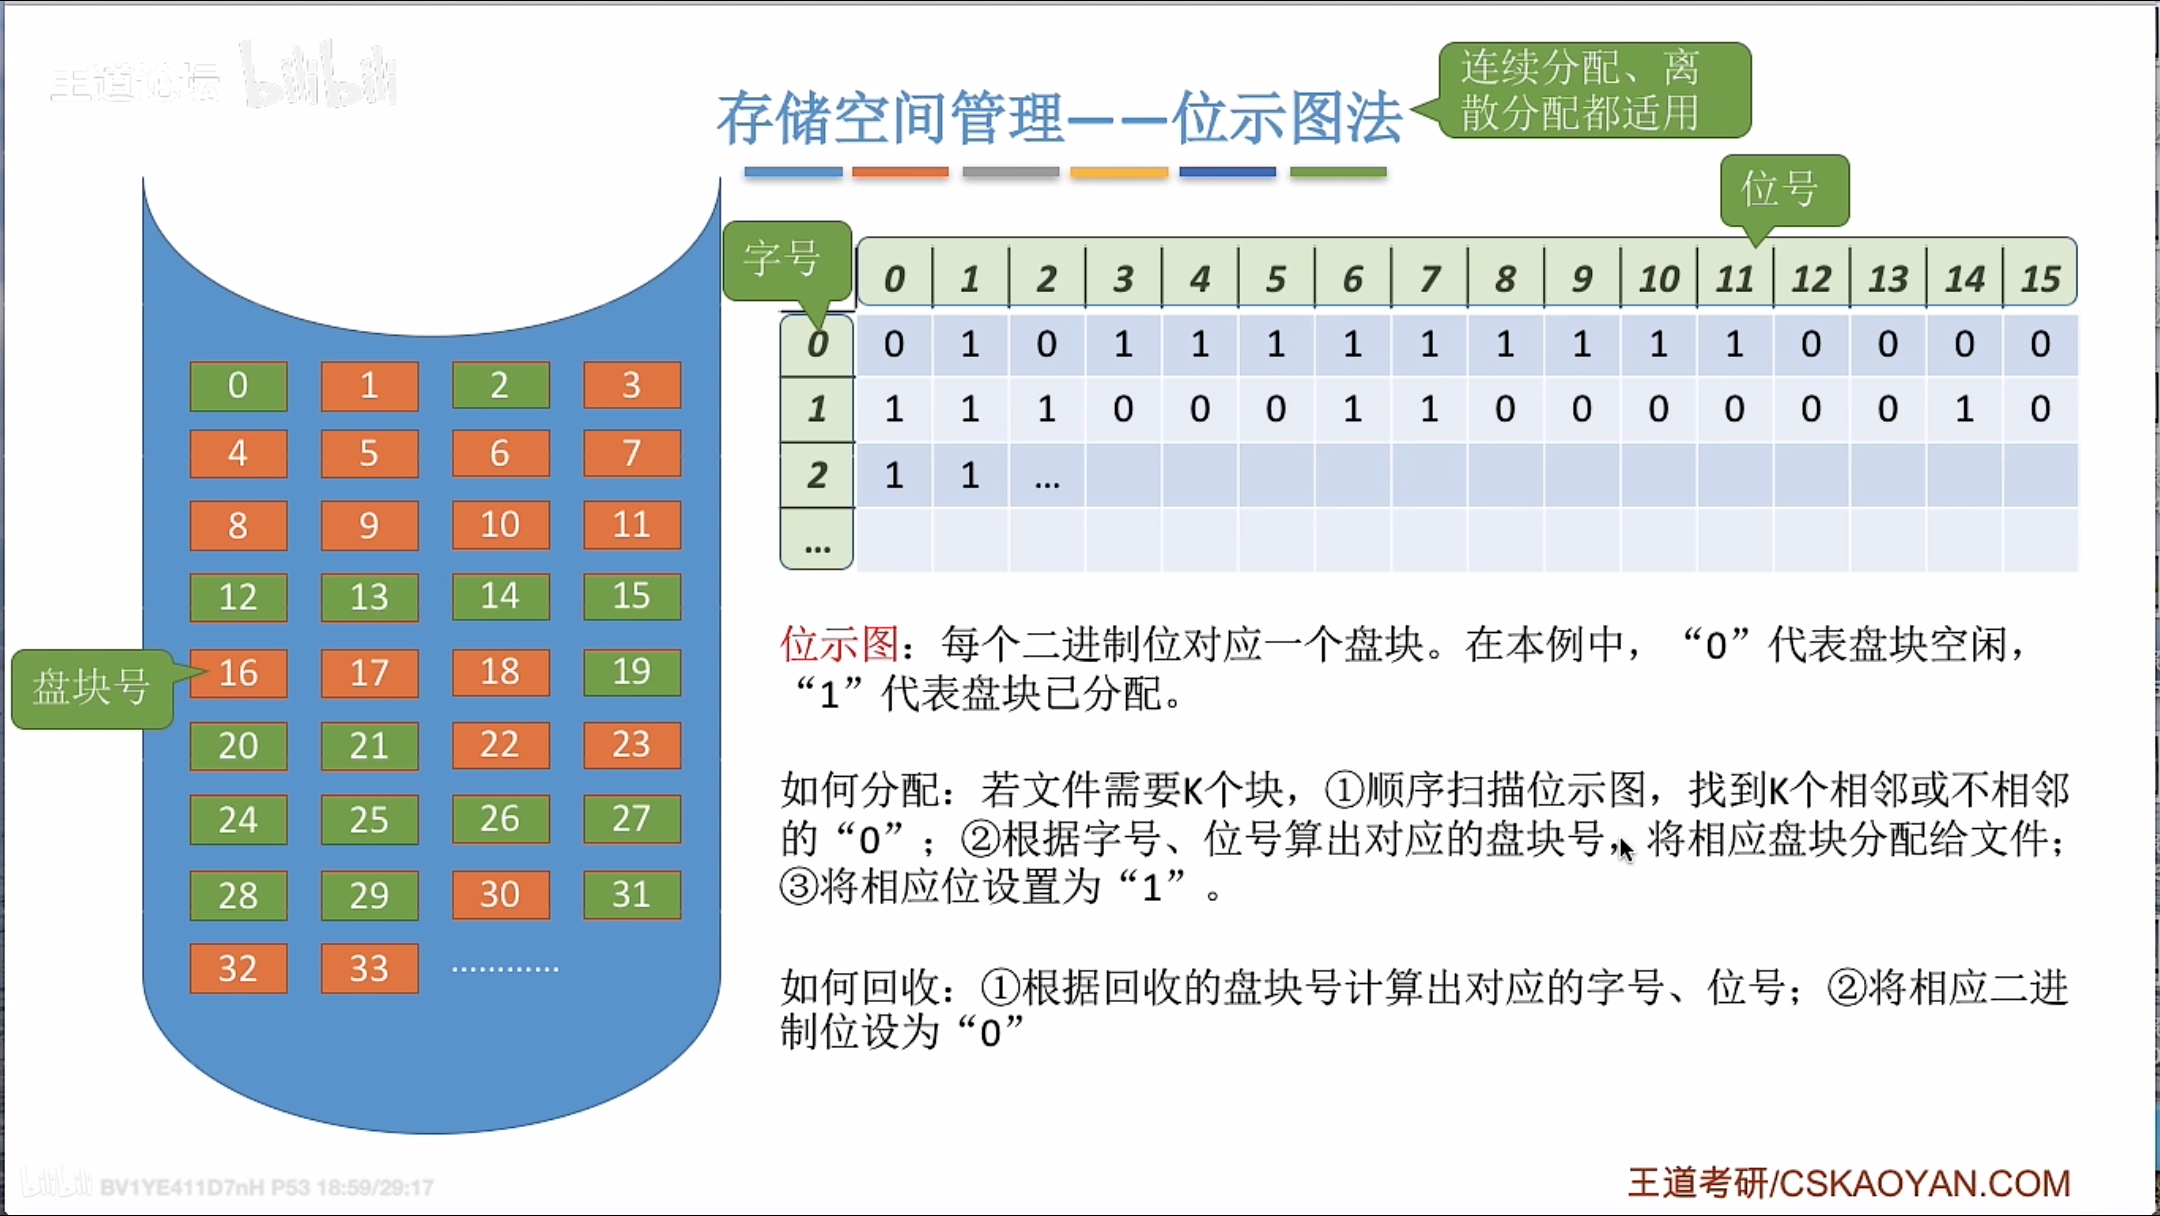 王道论坛 bilibili
连续分配、离
散分配都适用
存储空间管理——位示图法
位号
字号
0 1 2 3 4 5 6 7 8 9 10 11 12 13 14 15
0 0 1 0 1 1 1 1 1 1 1 1 1 0 0 0 0
1 1 1 1 0 0 0 1 1 0 0 0 0 0 0 1 0
2 1 1 ...
...
0 1 2 3
4 5 6 7
8 9 10 11
12 13 14 15
盘块号
16 17 18 19
20 21 22 23
24 25 26 27
28 29 30 31
32 33 …………
位示图：每个二进制位对应一个盘块。在本例中，“0”代表盘块空闲，
“1”代表盘块已分配。
如何分配：若文件需要K个块，①顺序扫描位示图，找到K个相邻或不相邻
的“0”；②根据字号、位号算出对应的盘块号，将相应盘块分配给文件；
③将相应位设置为“1”。
如何回收：①根据回收的盘块号计算出对应的字号、位号；②将相应二进
制位设为“0”
bilibili BV1YE411D7nH P53 18:59/29:17
王道考研/CSKAOYAN.COM